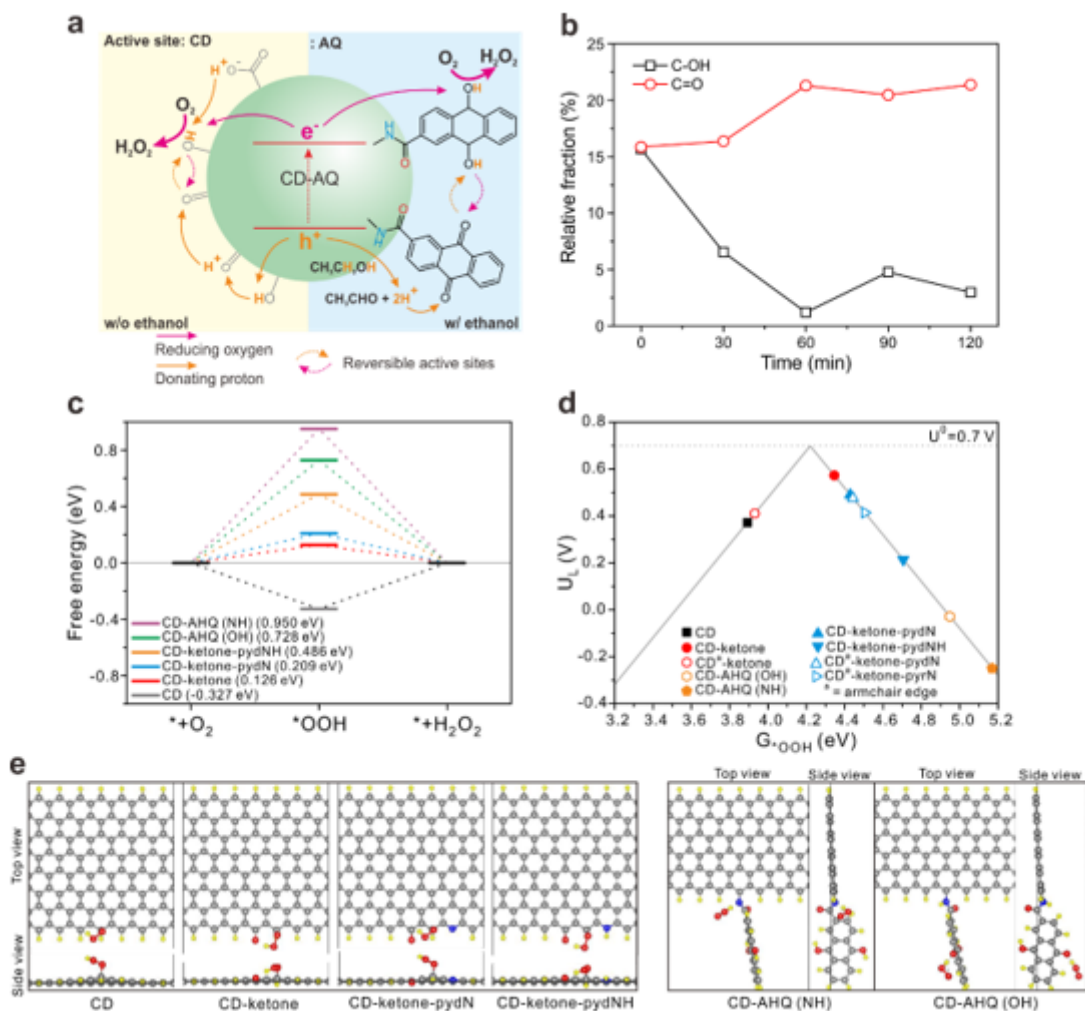 a
Active site: CD
: AQ
H⁺
O₂
H₂O₂
O₂
H₂O₂
e⁻
CD-AQ
h⁺
H⁺
CH₃CH₂OH
CH₃CHO + 2H⁺
w/o ethanol
w/ ethanol
Reducing oxygen
Donating proton
Reversible active sites
b
Relative fraction (%)
25
20
15
10
5
0
C-OH
C=O
0 30 60 90 120
Time (min)
c
Free energy (eV)
0.8
0.4
0.0
-0.4
-0.8
CD-AHQ (NH) (0.950 eV)
CD-AHQ (OH) (0.728 eV)
CD-ketone-pydNH (0.486 eV)
CD-ketone-pydN (0.209 eV)
CD-ketone (0.126 eV)
CD (-0.327 eV)
*+O₂ *OOH *+H₂O₂
d
U_L (V)
0.8
0.6
0.4
0.2
0.0
-0.2
-0.4
U⁰=0.7 V
CD
CD-ketone
CDᵃ-ketone
CD-AHQ (OH)
CD-AHQ (NH)
CD-ketone-pydN
CD-ketone-pydNH
CDᵃ-ketone-pydN
CDᵃ-ketone-pyrN
ᵃ = armchair edge
3.2 3.4 3.6 3.8 4.0 4.2 4.4 4.6 4.8 5.0 5.2
G*OOH (eV)
e
Top view
Side view
CD
CD-ketone
CD-ketone-pydN
CD-ketone-pydNH
Top view Side view
Top view Side view
CD-AHQ (NH)
CD-AHQ (OH)